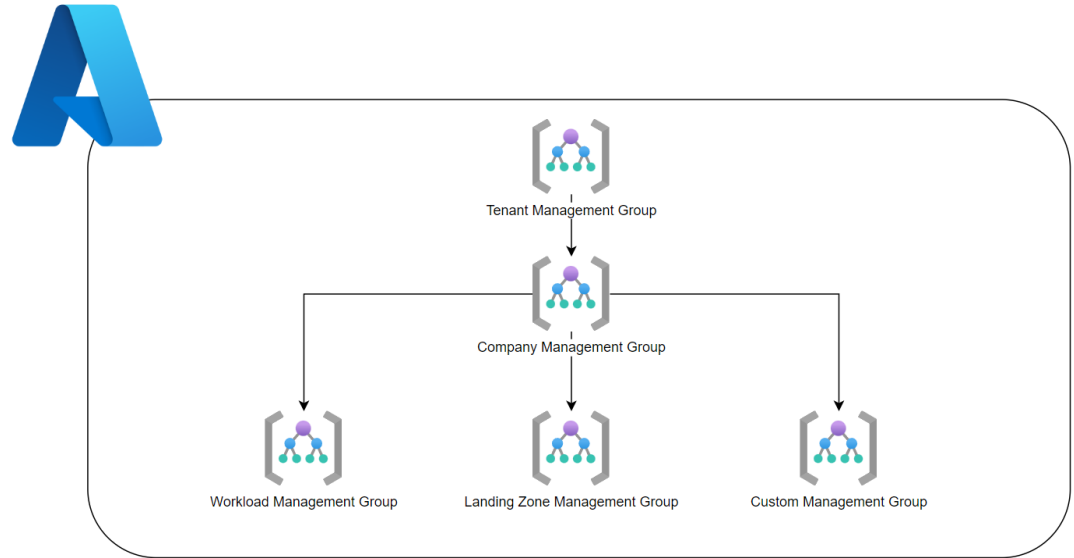 Tenant Management Group
Company Management Group
Workload Management Group
Landing Zone Management Group
Custom Management Group